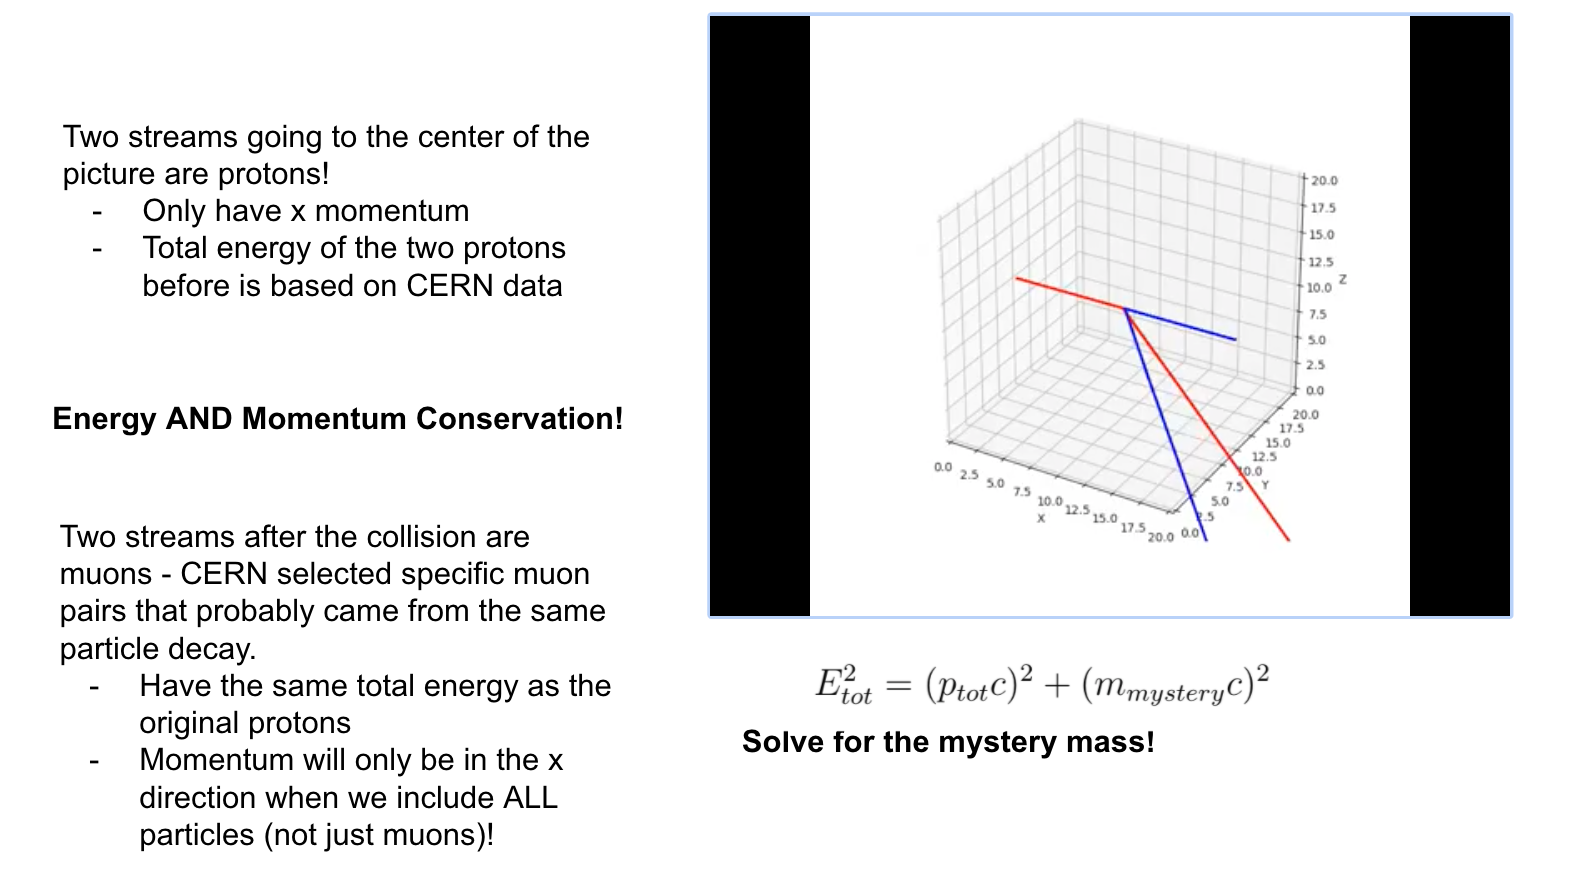 Two streams going to the center of the
picture are protons!
- Only have x momentum
- Total energy of the two protons
before is based on CERN data
Energy AND Momentum Conservation!
Two streams after the collision are
muons - CERN selected specific muon
pairs that probably came from the same
particle decay.
- Have the same total energy as the
original protons
- Momentum will only be in the x
direction when we include ALL
particles (not just muons)!
20.0
17.5
15.0
12.5
10.0 Z
7.5
5.0
2.5
0.0
20.0
17.5
15.0
12.5
10.0
7.5 Y
5.0
2.5
0.0
0.0 2.5 5.0 7.5 10.0 12.5 15.0 17.5 20.0
X
E_{tot}^2 = (p_{tot}c)^2 + (m_{mystery}c)^2
Solve for the mystery mass!